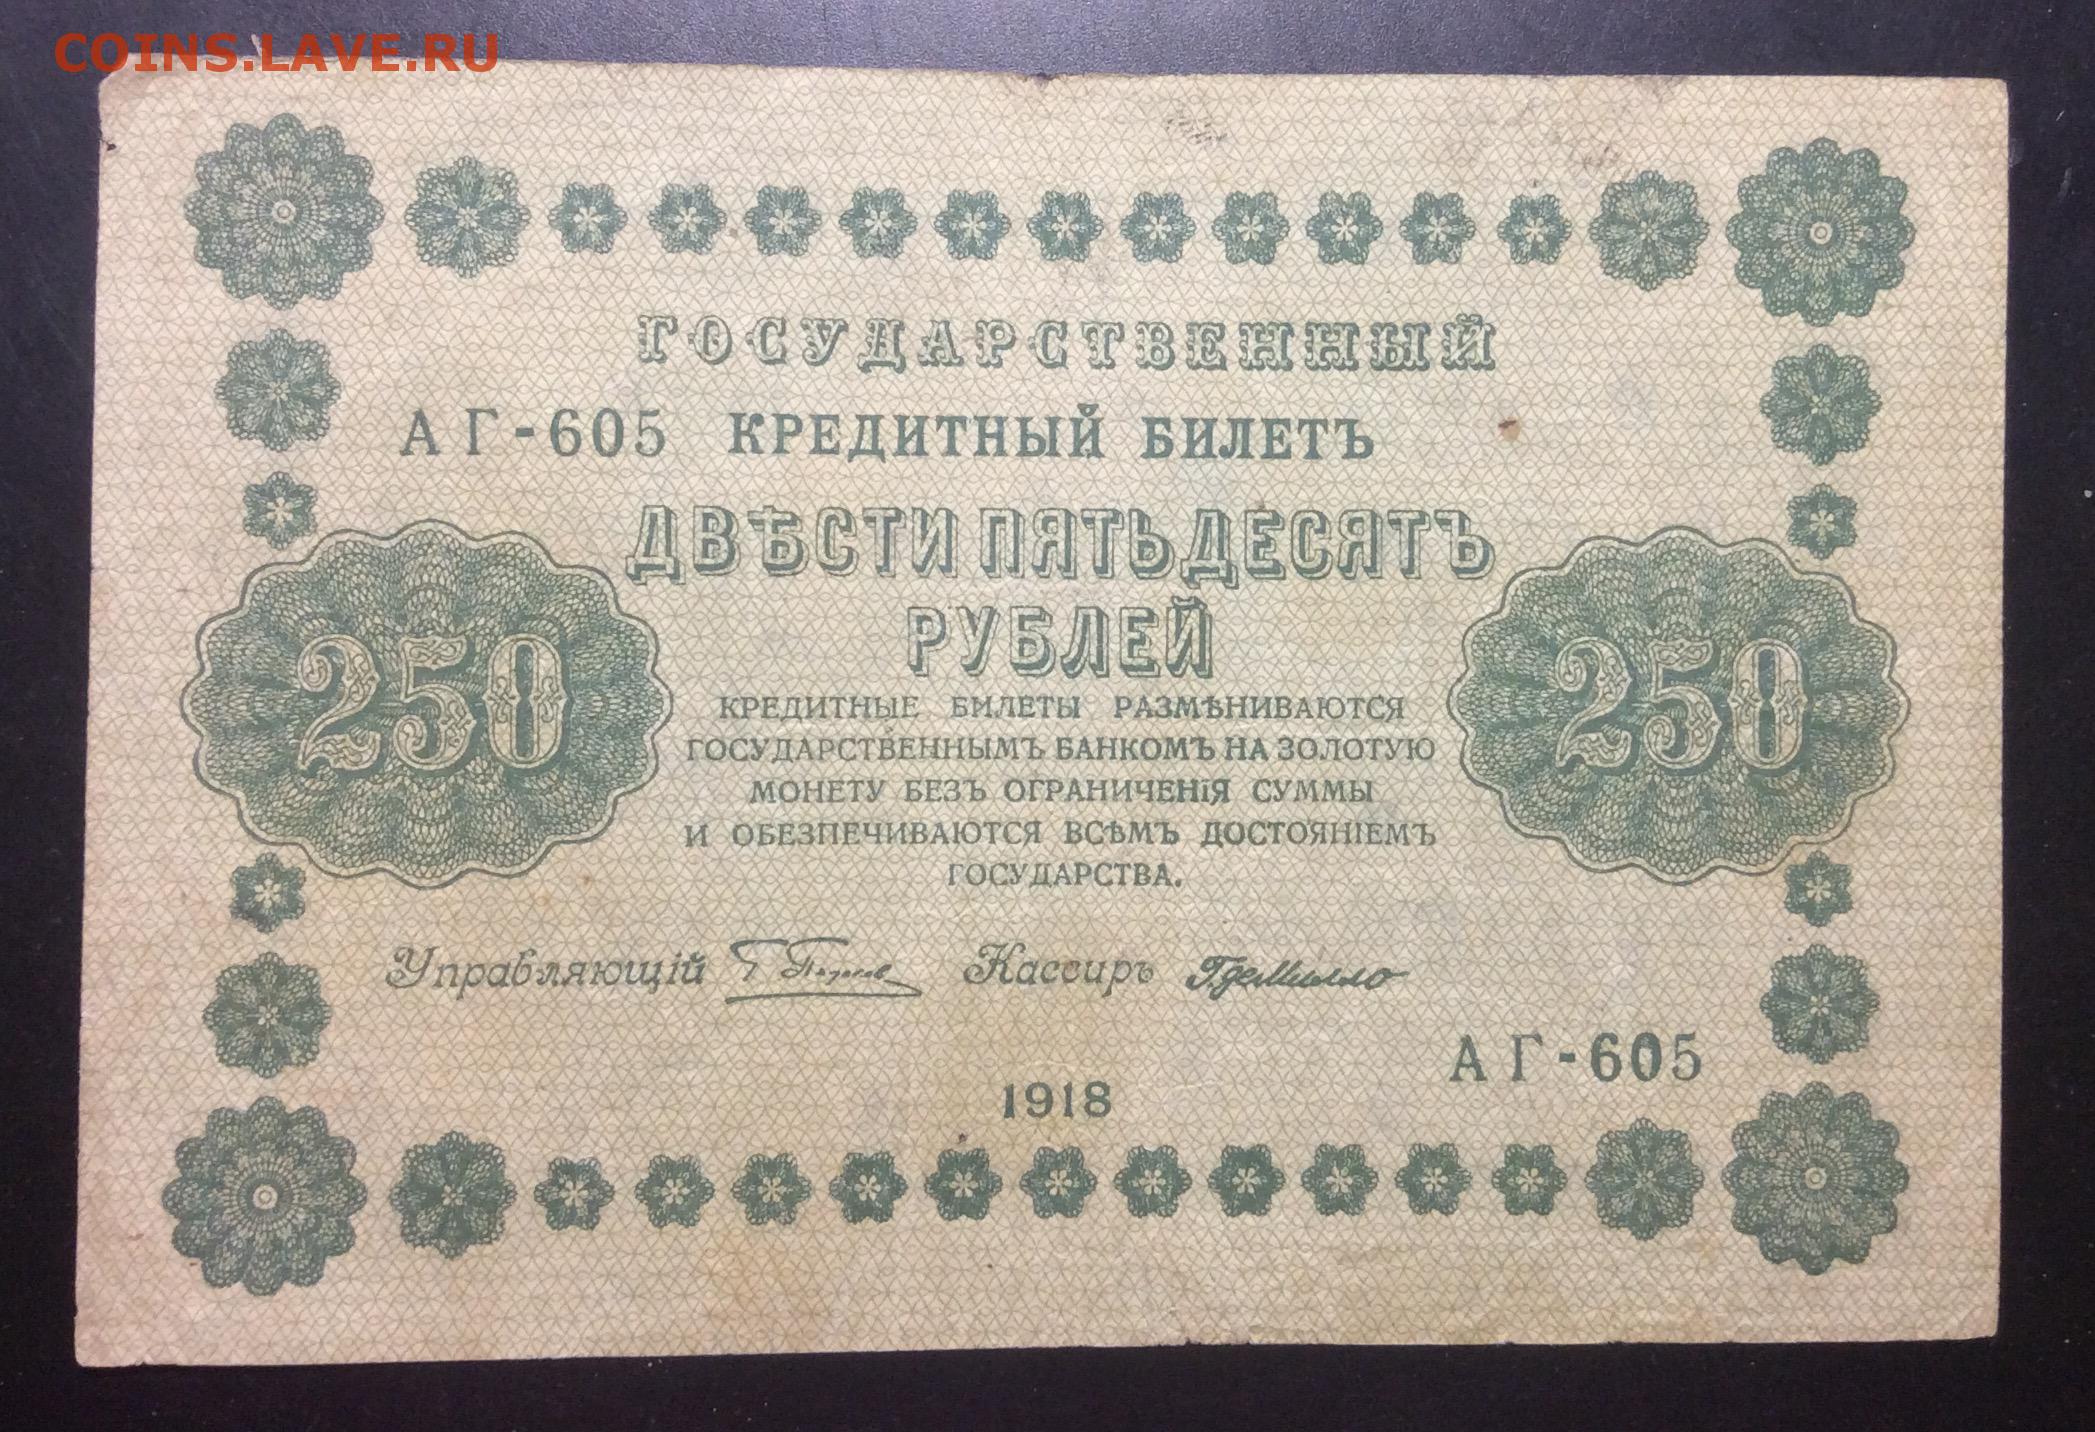 COINS.LAVE.RU
ГОСУДАРСТВЕННЫЙ
АГ-605 КРЕДИТНЫЙ БИЛЕТЪ
ДВѢСТИ ПЯТЬДЕСЯТЪ
РУБЛЕЙ
250
250
КРЕДИТНЫЕ БИЛЕТЫ РАЗМѢНИВАЮТСЯ
ГОСУДАРСТВЕННЫМЪ БАНКОМЪ НА ЗОЛОТУЮ
МОНЕТУ БЕЗЪ ОГРАНИЧЕНІЯ СУММЫ
И ОБЕЗПЕЧИВАЮТСЯ ВСѢМЪ ДОСТОЯНІЕМЪ
ГОСУДАРСТВА.
Управляющій Кассиръ
АГ-605
1918